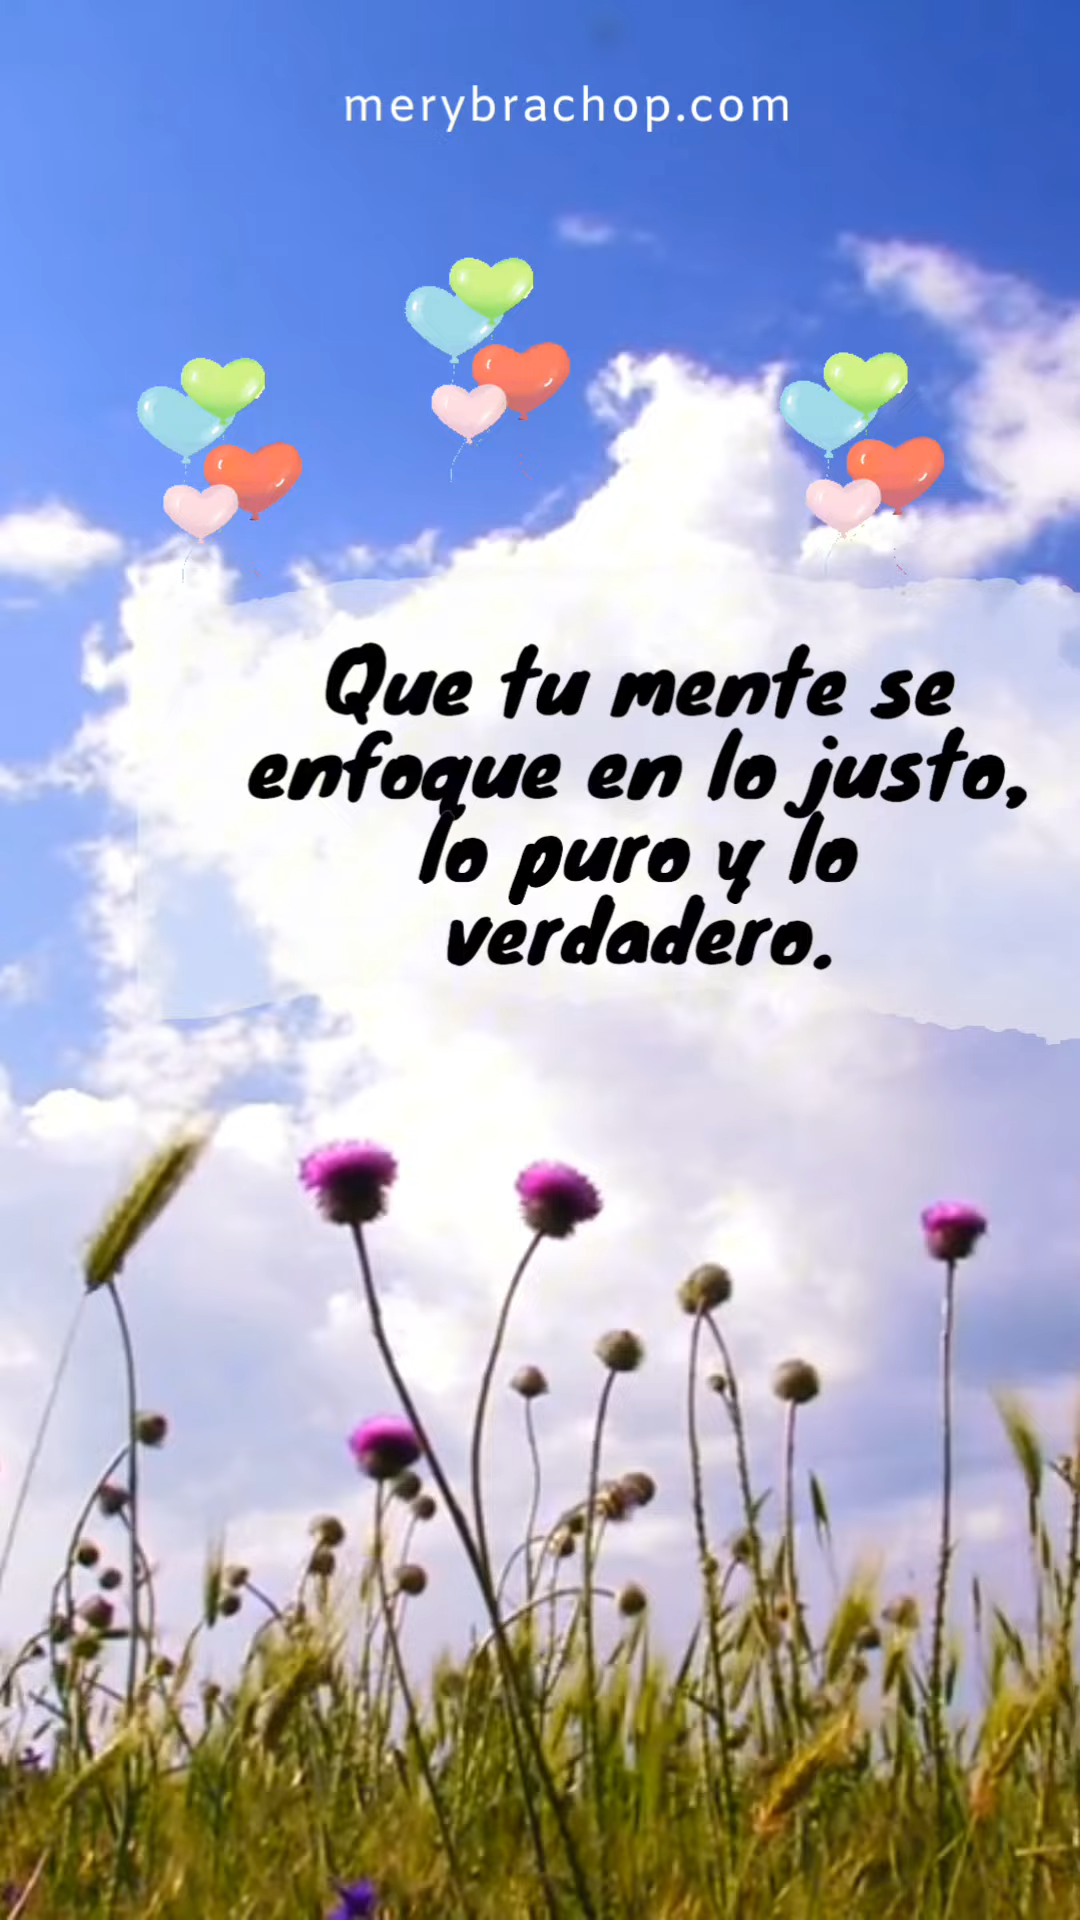 merybrachop.com
Que tu mente se
enfoque en lo justo,
lo puro y lo
verdadero.